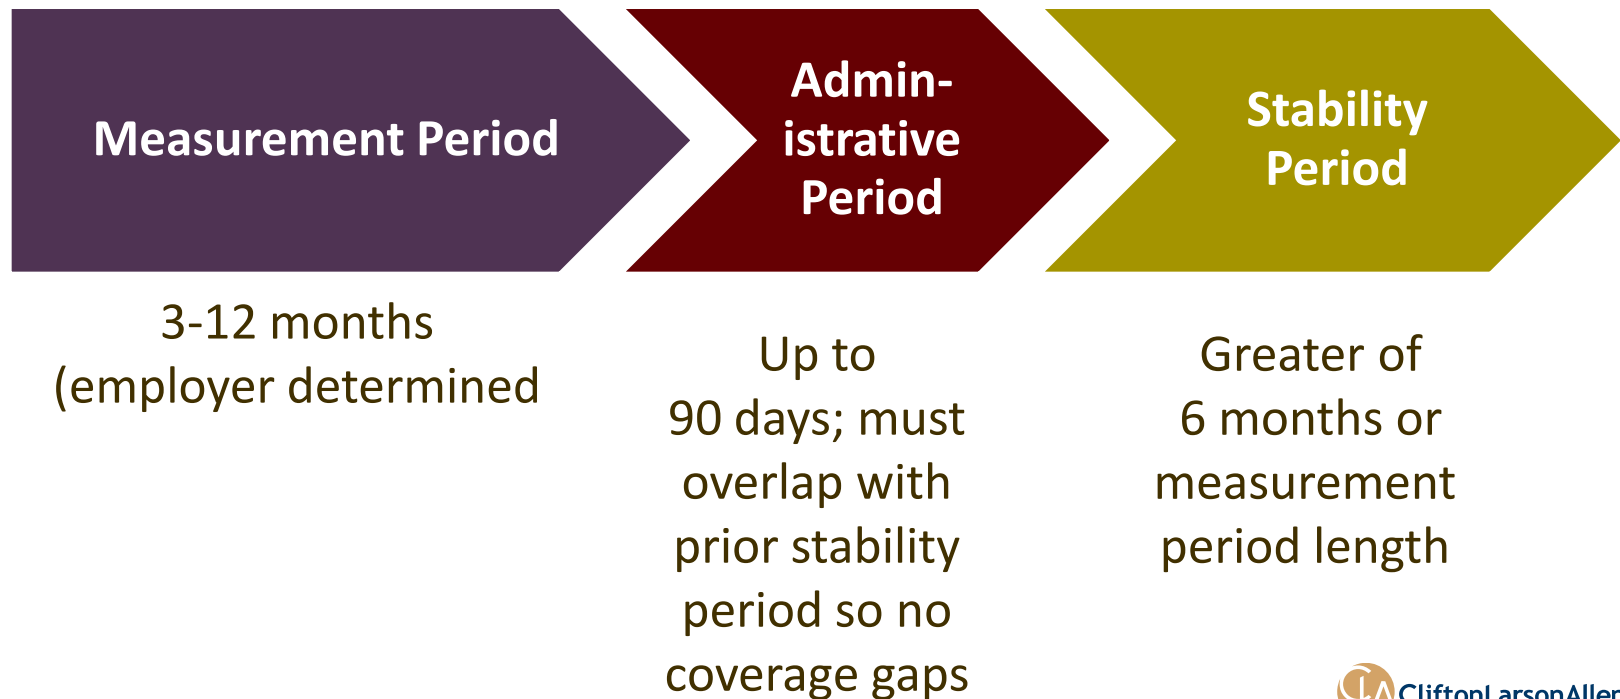 Measurement Period
Admin-
istrative
Period
Stability
Period
3-12 months
(employer determined
Up to
90 days; must
overlap with
prior stability
period so no
coverage gaps
Greater of
6 months or
measurement
period length
CliftonLarsonAllen